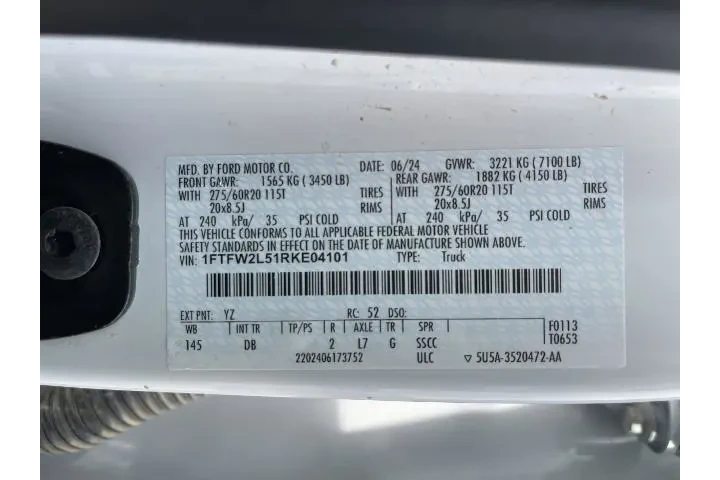 MFD. BY FORD MOTOR CO. DATE: 06/24 GVWR: 3221 KG ( 7100 LB)
FRONT GAWR: 1565 KG ( 3450 LB) REAR GAWR: 1882 KG ( 4150 LB)
WITH 275/60R20 115T TIRES WITH 275/60R20 115T TIRES
20x8.5J RIMS 20x8.5J RIMS
AT 240 kPa/ 35 PSI COLD AT 240 kPa/ 35 PSI COLD
THIS VEHICLE CONFORMS TO ALL APPLICABLE FEDERAL MOTOR VEHICLE
SAFETY STANDARDS IN EFFECT ON THE DATE OF MANUFACTURE SHOWN ABOVE.
VIN: 1FTFW2L51RKE04101 TYPE: Truck
EXT PNT: YZ RC: 52 DSO: F0113
WB INT TR TP/PS R AXLE TR SPR T0653
145 DB 2 L7 G SSCC
2202406173752 ULC ▽ 5U5A-3520472-AA